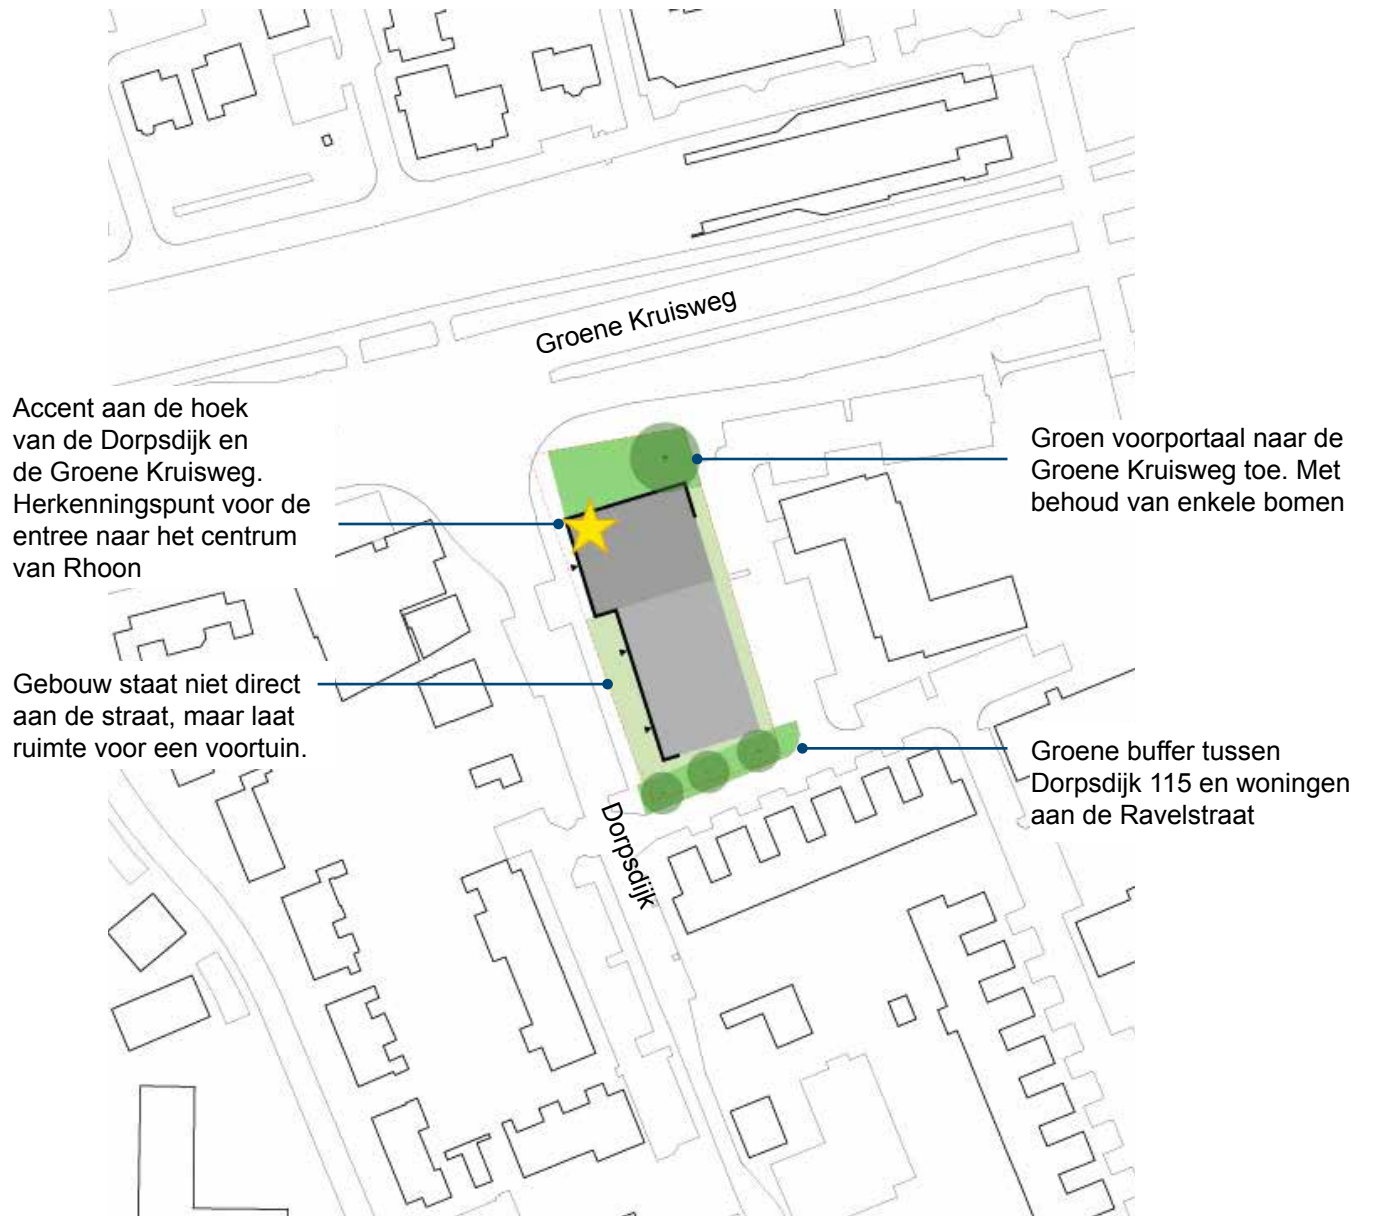 Groene Kruisweg
Accent aan de hoek
van de Dorpsdijk en
de Groene Kruisweg.
Herkenningspunt voor de
entree naar het centrum
van Rhoon
Groen voorportaal naar de
Groene Kruisweg toe. Met
behoud van enkele bomen
Gebouw staat niet direct
aan de straat, maar laat
ruimte voor een voortuin.
Groene buffer tussen
Dorpsdijk 115 en woningen
aan de Ravelstraat
Dorpsdijk